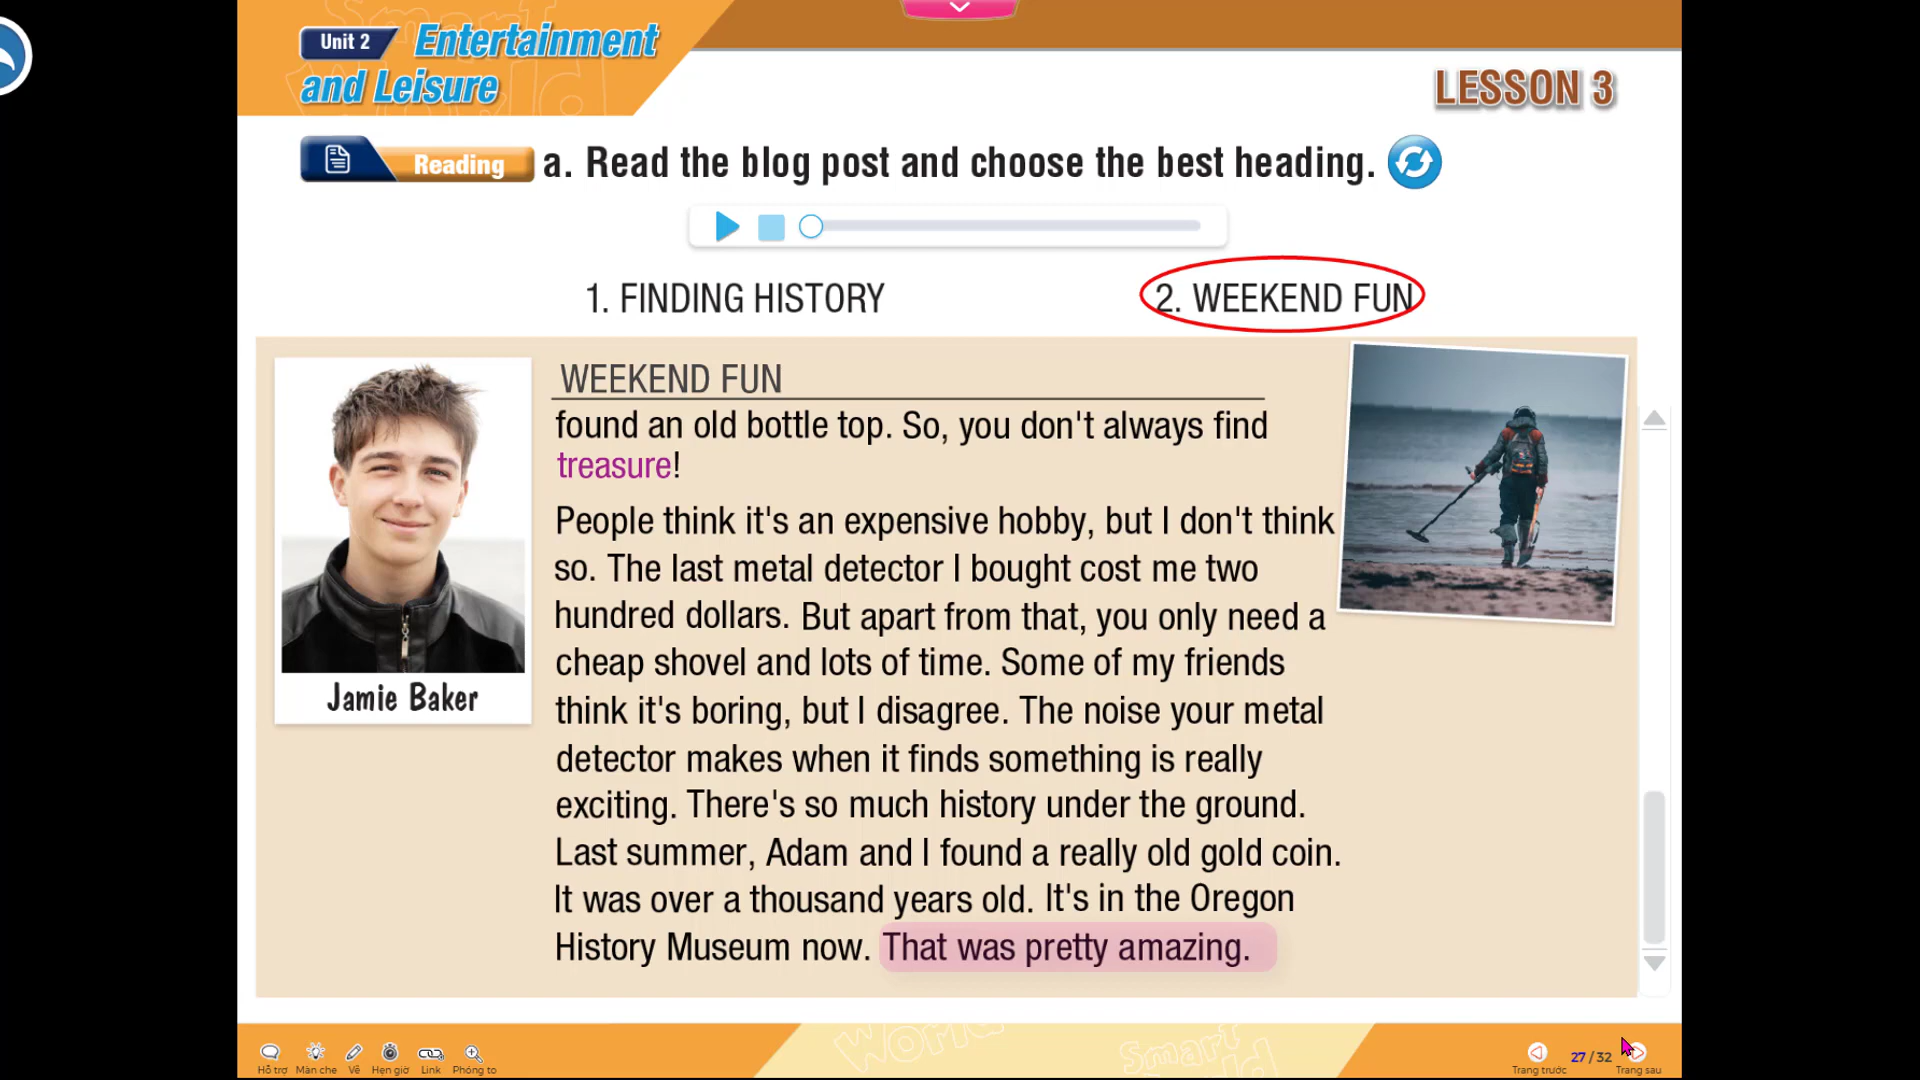 Unit 2
Entertainment
and Leisure
LESSON 3
Reading
a. Read the blog post and choose the best heading.
1. FINDING HISTORY
2. WEEKEND FUN
WEEKEND FUN
found an old bottle top. So, you don't always find
treasure!
People think it's an expensive hobby, but I don't think
so. The last metal detector I bought cost me two
hundred dollars. But apart from that, you only need a
cheap shovel and lots of time. Some of my friends
think it's boring, but I disagree. The noise your metal
detector makes when it finds something is really
exciting. There's so much history under the ground.
Last summer, Adam and I found a really old gold coin.
It was over a thousand years old. It's in the Oregon
History Museum now. That was pretty amazing.
Jamie Baker
World
Smart
Hỗ trợ
Màn che
Vẽ
Hẹn giờ
Link
Phóng to
Trang trước
27 / 32
Trang sau